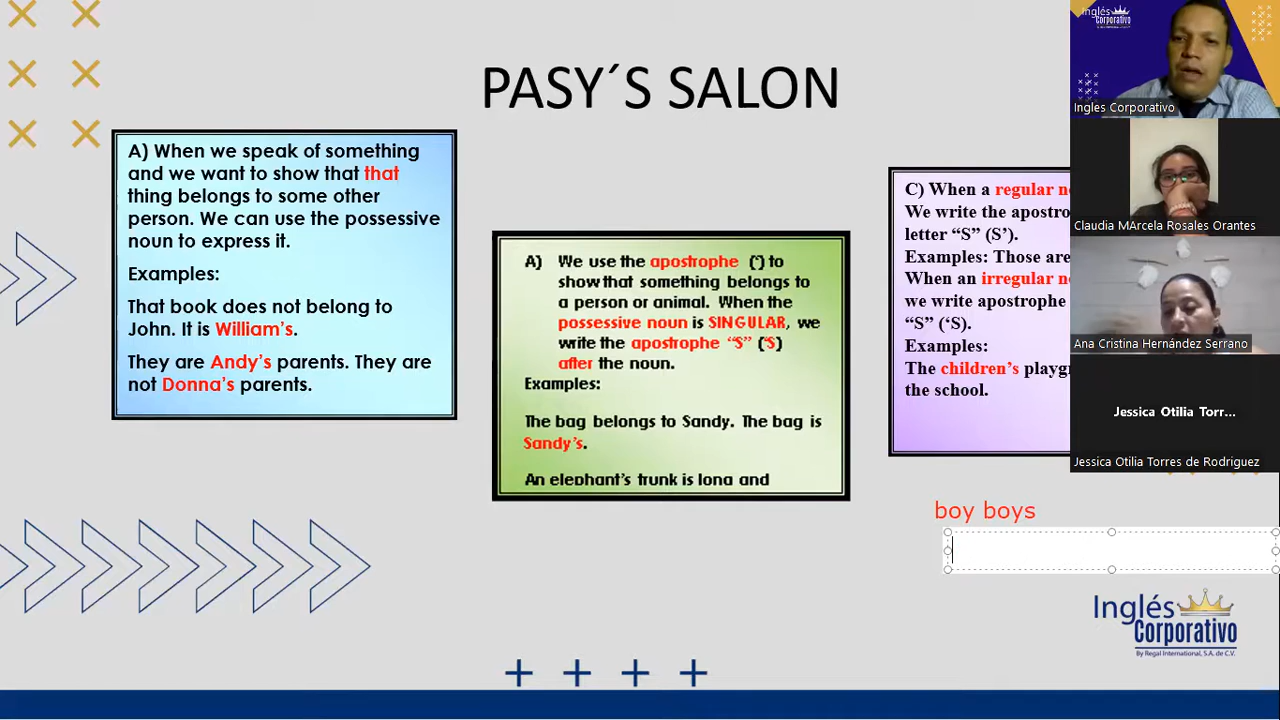 PASY´S SALON
A) When we speak of something
and we want to show that that
thing belongs to some other
person. We can use the possessive
noun to express it.
Examples:
That book does not belong to
John. It is William’s.
They are Andy’s parents. They are
not Donna’s parents.
A) We use the apostrophe (’) to
show that something belongs to
a person or animal. When the
possessive noun is SINGULAR, we
write the apostrophe “S” (‘S)
after the noun.
Examples:
The bag belongs to Sandy. The bag is
Sandy’s.
An elephant’s trunk is long and
C) When a regular
We write the
letter “S” (S’).
Examples: Those are
When an irregular
we write apostrophe
“S” (‘S).
Examples:
The children’s
the school.
boy boys
Inglés
Corporativo
By Regal International, S.A. de C.V.
Inglés
Corporativo
Ingles Corporativo
Claudia MArcela Rosales Orantes
Ana Cristina Hernández Serrano
Jessica Otilia Torr...
Jessica Otilia Torres de Rodriguez